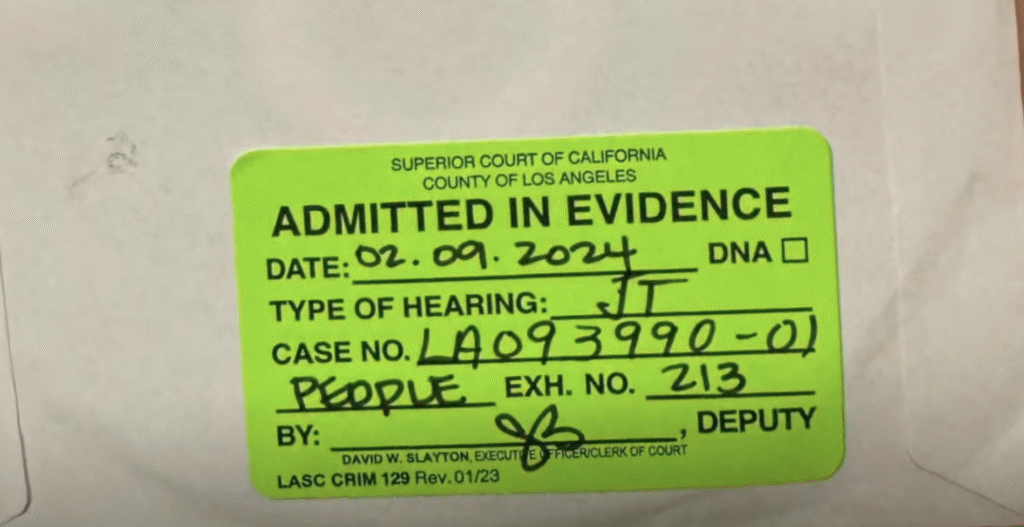 SUPERIOR COURT OF CALIFORNIA
COUNTY OF LOS ANGELES
ADMITTED IN EVIDENCE
DATE: 02.09.2024 DNA
TYPE OF HEARING: JT
CASE NO. LA093990-01
PEOPLE EXH. NO. 213
BY: , DEPUTY
DAVID W. SLAYTON, EXECUTIVE OFFICER/CLERK OF COURT
LASC CRIM 129 Rev. 01/23